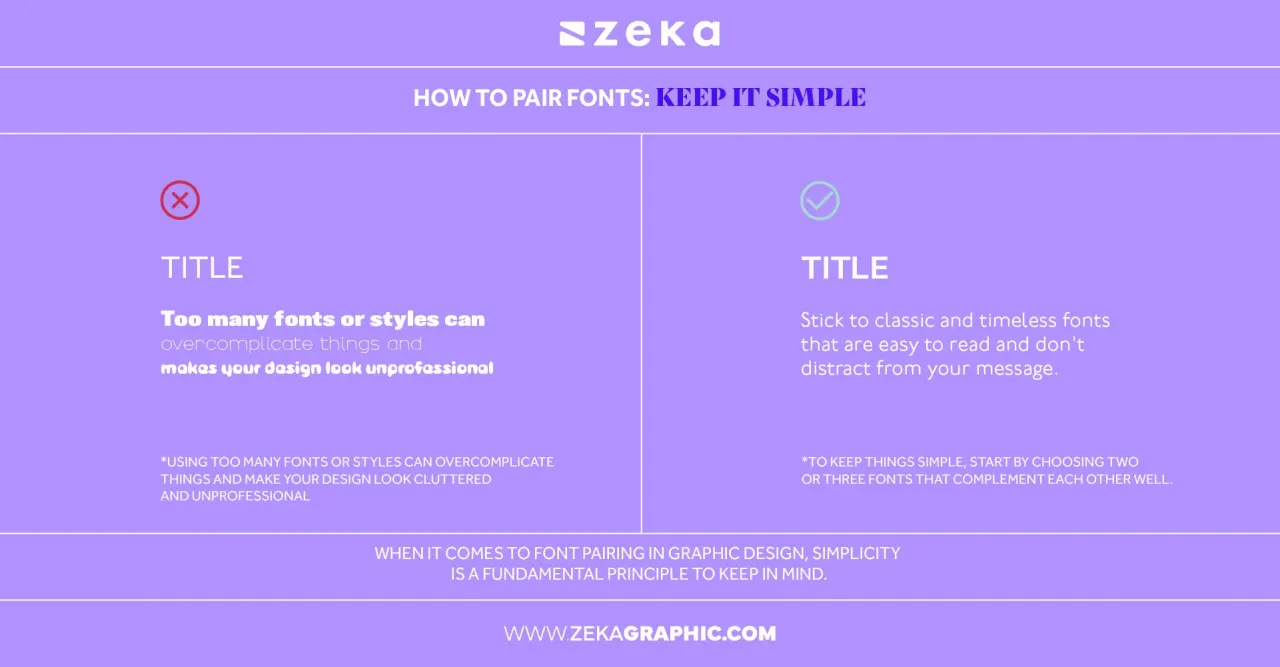 zeka
HOW TO PAIR FONTS: KEEP IT SIMPLE
TITLE
Too many fonts or styles can
overcomplicate things and
makes your design look unprofessional
*USING TOO MANY FONTS OR STYLES CAN OVERCOMPLICATE
THINGS AND MAKE YOUR DESIGN LOOK CLUTTERED
AND UNPROFESSIONAL
TITLE
Stick to classic and timeless fonts
that are easy to read and don't
distract from your message.
*TO KEEP THINGS SIMPLE, START BY CHOOSING TWO
OR THREE FONTS THAT COMPLEMENT EACH OTHER WELL.
WHEN IT COMES TO FONT PAIRING IN GRAPHIC DESIGN, SIMPLICITY
IS A FUNDAMENTAL PRINCIPLE TO KEEP IN MIND.
WWW.ZEKAGRAPHIC.COM